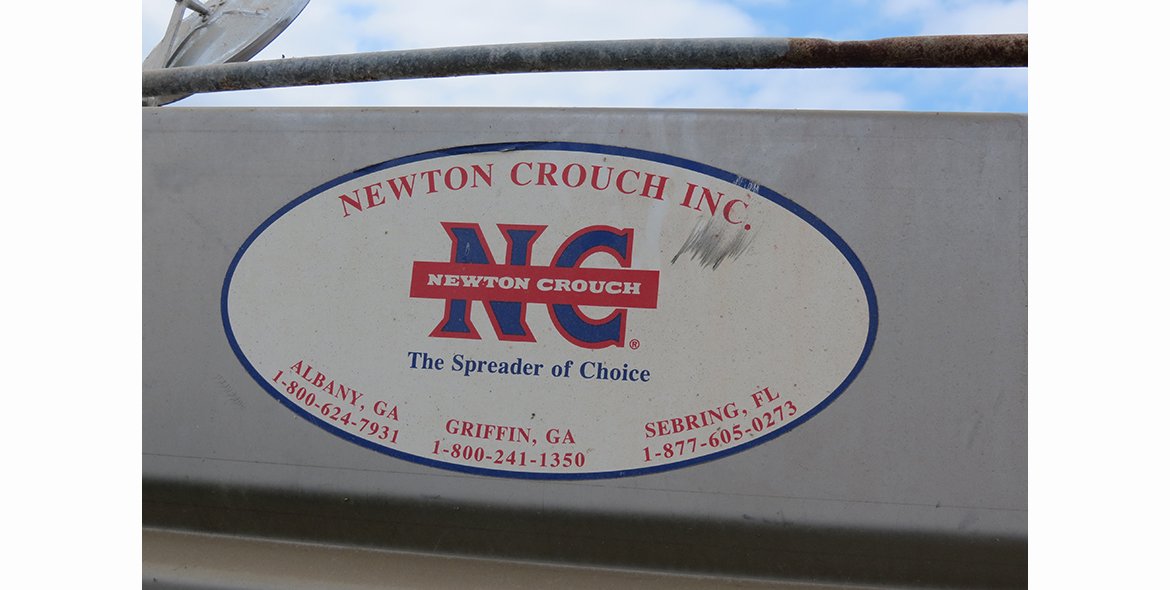 NEWTON CROUCH INC.
NC
NEWTON CROUCH
®
The Spreader of Choice
ALBANY, GA
1-800-624-7931
GRIFFIN, GA
1-800-241-1350
SEBRING, FL
1-877-605-0273